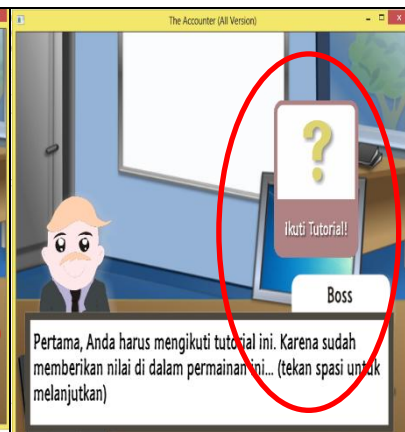 The Accounter (All Version)
?
Ikuti Tutorial!
Boss
Pertama, Anda harus mengikuti tutorial ini. Karena sudah
memberikan nilai di dalam permainan ini... (tekan spasi untuk
melanjutkan)